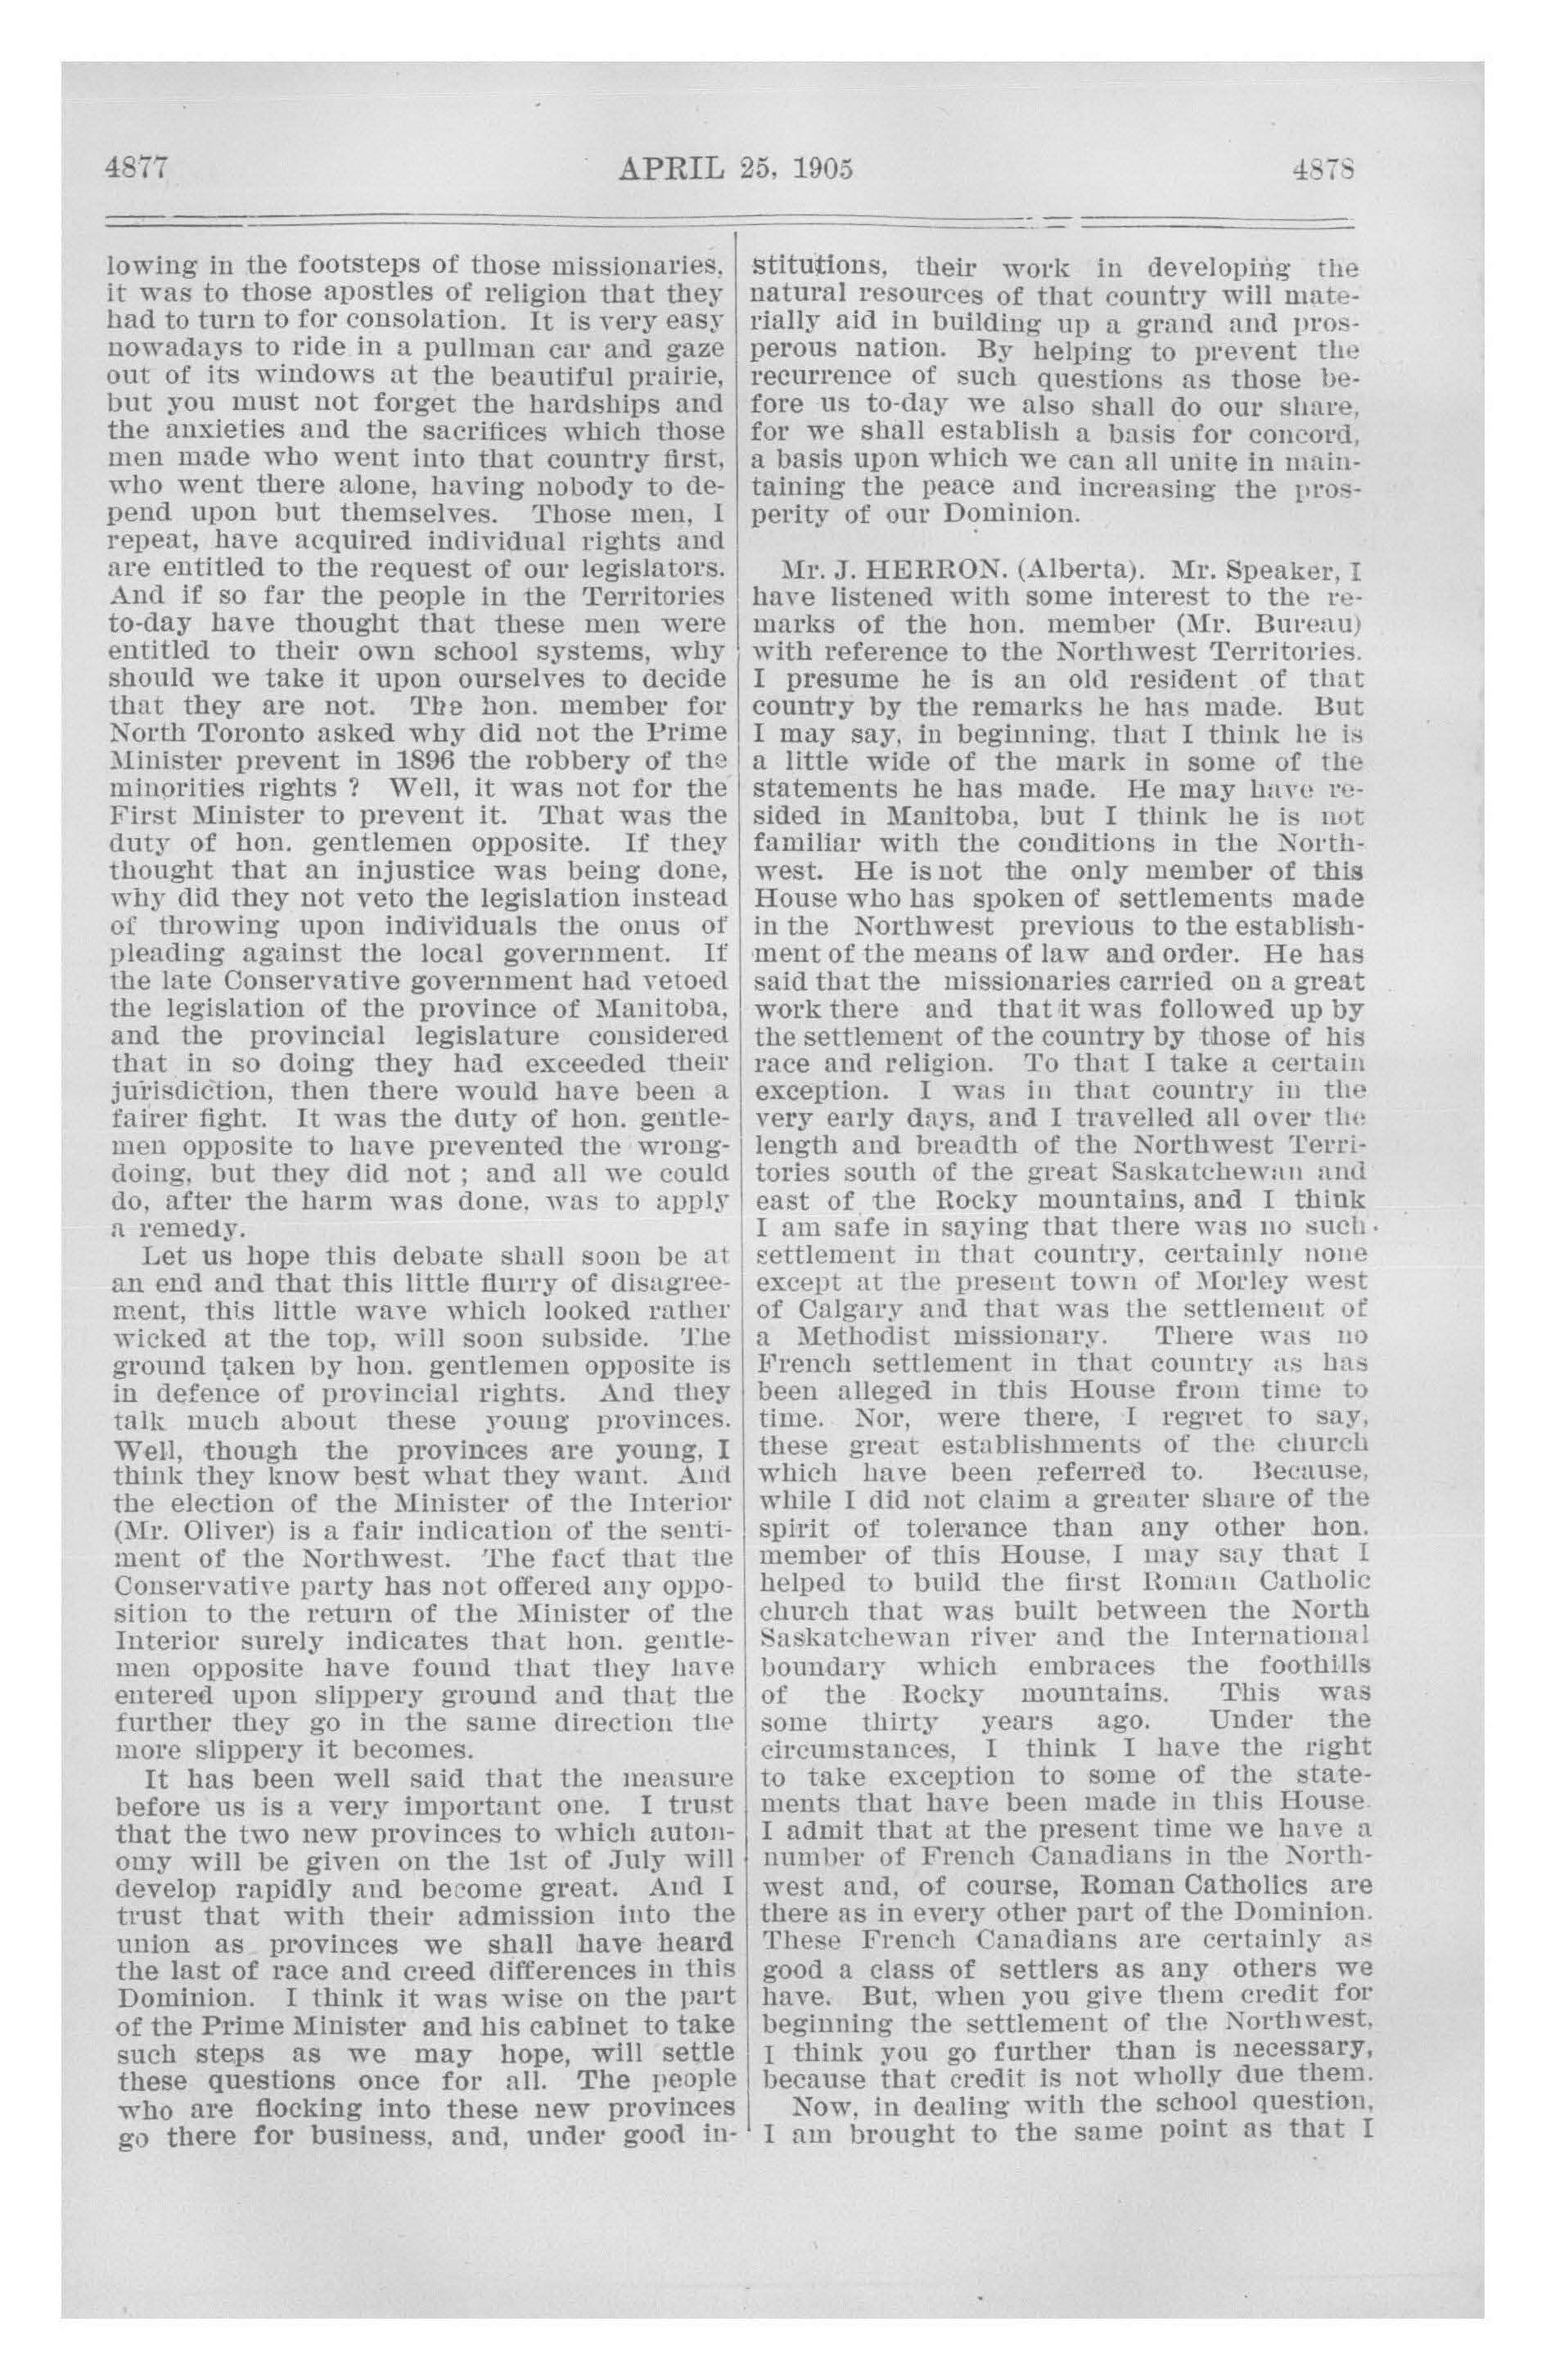 4877 APRIL 25, 1905 4878
lowing in the footsteps of those missionaries,
it was to those apostles of religion that they
had to turn to for consolation. It is very easy
nowadays to ride in a pullman car and gaze
out of its windows at the beautiful prairie,
but you must not forget the hardships and
the anxieties and the sacrifices which those
men made who went into that country first,
who went there alone, having nobody to de-
pend upon but themselves. Those men, I
repeat, have acquired individual rights and
are entitled to the request of our legislators.
And if so far the people in the Territories
to-day have thought that these men were
entitled to their own school systems, why
should we take it upon ourselves to decide
that they are not. The hon. member for
North Toronto asked why did not the Prime
Minister prevent in 1896 the robbery of the
minorities rights ? Well, it was not for the
First Minister to prevent it. That was the
duty of hon. gentlemen opposite. If they
thought that an injustice was being done,
why did they not veto the legislation instead
of throwing upon individuals the onus of
pleading against the local government. If
the late Conservative government had vetoed
the legislation of the province of Manitoba,
and the provincial legislature considered
that in so doing they had exceeded their
jurisdiction, then there would have been a
fairer fight. It was the duty of hon. gentle-
men opposite to have prevented the wrong-
doing, but they did not ; and all we could
do, after the harm was done, was to apply
a remedy.
Let us hope this debate shall soon be at
an end and that this little flurry of disagree-
ment, this little wave which looked rather
wicked at the top, will soon subside. The
ground taken by hon. gentlemen opposite is
in defence of provincial rights. And they
talk much about these young provinces.
Well, though the provinces are young, I
think they know best what they want. And
the election of the Minister of the Interior
(Mr. Oliver) is a fair indication of the senti-
ment of the Northwest. The fact that the
Conservative party has not offered any oppo-
sition to the return of the Minister of the
Interior surely indicates that hon. gentle-
men opposite have found that they have
entered upon slippery ground and that the
further they go in the same direction the
more slippery it becomes.
It has been well said that the measure
before us is a very important one. I trust
that the two new provinces to which auton-
omy will be given on the 1st of July will
develop rapidly and become great. And I
trust that with their admission into the
union as provinces we shall have heard
the last of race and creed differences in this
Dominion. I think it was wise on the part
of the Prime Minister and his cabinet to take
such steps as we may hope, will settle
these questions once for all. The people
who are flocking into these new provinces
go there for business, and, under good in-
stitutions, their work in developing the
natural resources of that country will mate-
rially aid in building up a grand and pros-
perous nation. By helping to prevent the
recurrence of such questions as those be-
fore us to-day we also shall do our share,
for we shall establish a basis for concord,
a basis upon which we can all unite in main-
taining the peace and increasing the pros-
perity of our Dominion.
Mr. J. HERRON. (Alberta). Mr. Speaker, I
have listened with some interest to the re-
marks of the hon. member (Mr. Bureau)
with reference to the Northwest Territories.
I presume he is an old resident of that
country by the remarks he has made. But
I may say, in beginning, that I think he is
a little wide of the mark in some of the
statements he has made. He may have re-
sided in Manitoba, but I think he is not
familiar with the conditions in the North-
west. He is not the only member of this
House who has spoken of settlements made
in the Northwest previous to the establish-
ment of the means of law and order. He has
said that the missionaries carried on a great
work there and that it was followed up by
the settlement of the country by those of his
race and religion. To that I take a certain
exception. I was in that country in the
very early days, and I travelled all over the
length and breadth of the Northwest Terri-
tories south of the great Saskatchewan and
east of the Rocky mountains, and I think
I am safe in saying that there was no such
settlement in that country, certainly none
except at the present town of Morley west
of Calgary and that was the settlement of
a Methodist missionary. There was no
French settlement in that country as has
been alleged in this House from time to
time. Nor, were there, I regret to say,
these great establishments of the church
which have been referred to. Because,
while I did not claim a greater share of the
spirit of tolerance than any other hon.
member of this House, I may say that I
helped to build the first Roman Catholic
church that was built between the North
Saskatchewan river and the International
boundary which embraces the foothills
of the Rocky mountains. This was
some thirty years ago. Under the
circumstances, I think I have the right
to take exception to some of the state-
ments that have been made in this House.
I admit that at the present time we have a
number of French Canadians in the North-
west and, of course, Roman Catholics are
there as in every other part of the Dominion.
These French Canadians are certainly as
good a class of settlers as any others we
have. But, when you give them credit for
beginning the settlement of the Northwest,
I think you go further than is necessary,
because that credit is not wholly due them.
Now, in dealing with the school question,
I am brought to the same point as that I